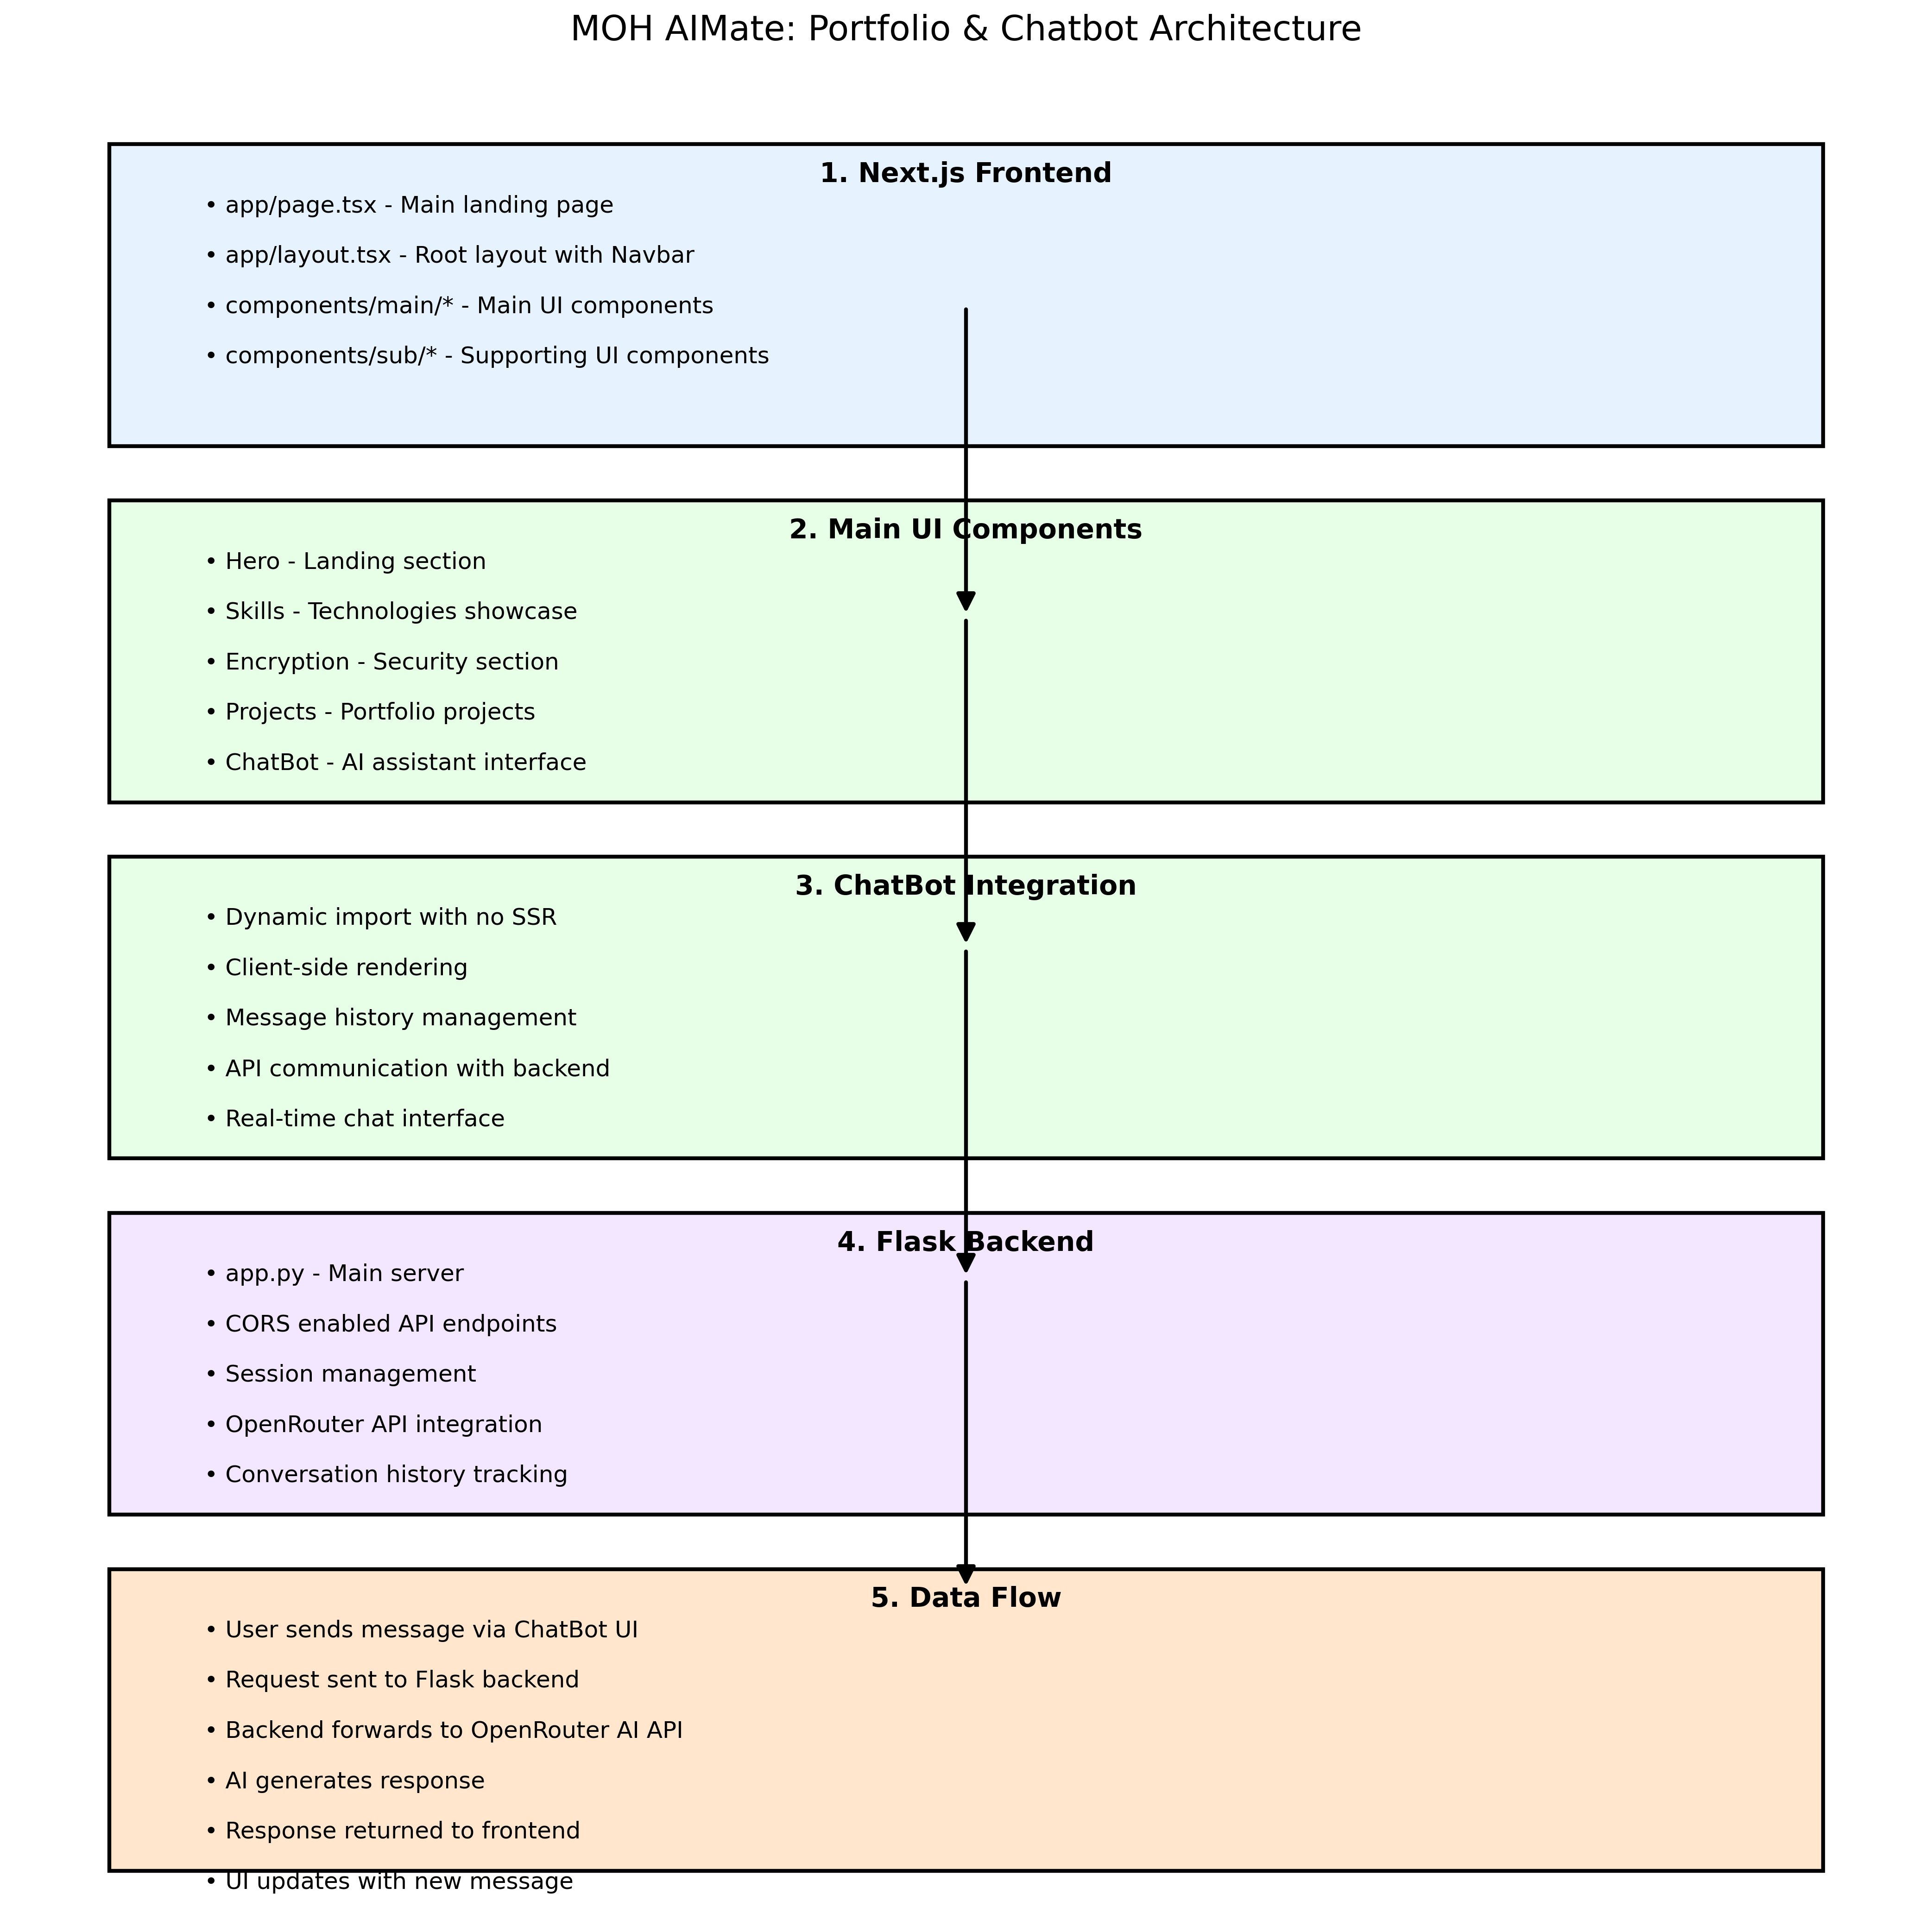 MOH AIMate: Portfolio & Chatbot Architecture
1. Next.js Frontend
• app/page.tsx - Main landing page
• app/layout.tsx - Root layout with Navbar
• components/main/* - Main UI components
• components/sub/* - Supporting UI components
2. Main UI Components
• Hero - Landing section
• Skills - Technologies showcase
• Encryption - Security section
• Projects - Portfolio projects
• ChatBot - AI assistant interface
3. ChatBot Integration
• Dynamic import with no SSR
• Client-side rendering
• Message history management
• API communication with backend
• Real-time chat interface
4. Flask Backend
• app.py - Main server
• CORS enabled API endpoints
• Session management
• OpenRouter API integration
• Conversation history tracking
5. Data Flow
• User sends message via ChatBot UI
• Request sent to Flask backend
• Backend forwards to OpenRouter AI API
• AI generates response
• Response returned to frontend
• UI updates with new message